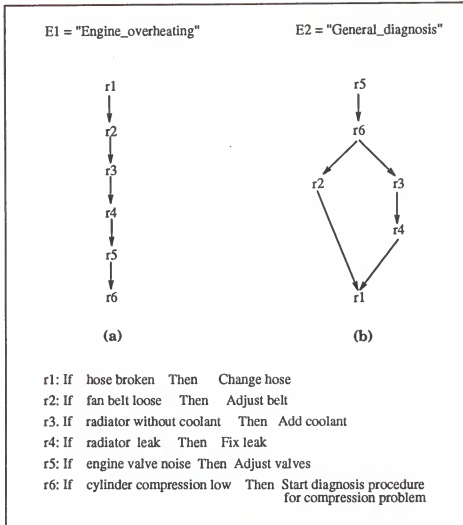 E1 = "Engine_overheating" E2 = "General_diagnosis"
r1
r2
r3
r4
r5
r6
(a)
r5
r6
r2 r3
r4
r1
(b)
r1: If hose broken Then Change hose
r2: If fan belt loose Then Adjust belt
r3. If radiator without coolant Then Add coolant
r4: If radiator leak Then Fix leak
r5: If engine valve noise Then Adjust valves
r6: If cylinder compression low Then Start diagnosis procedure
for compression problem